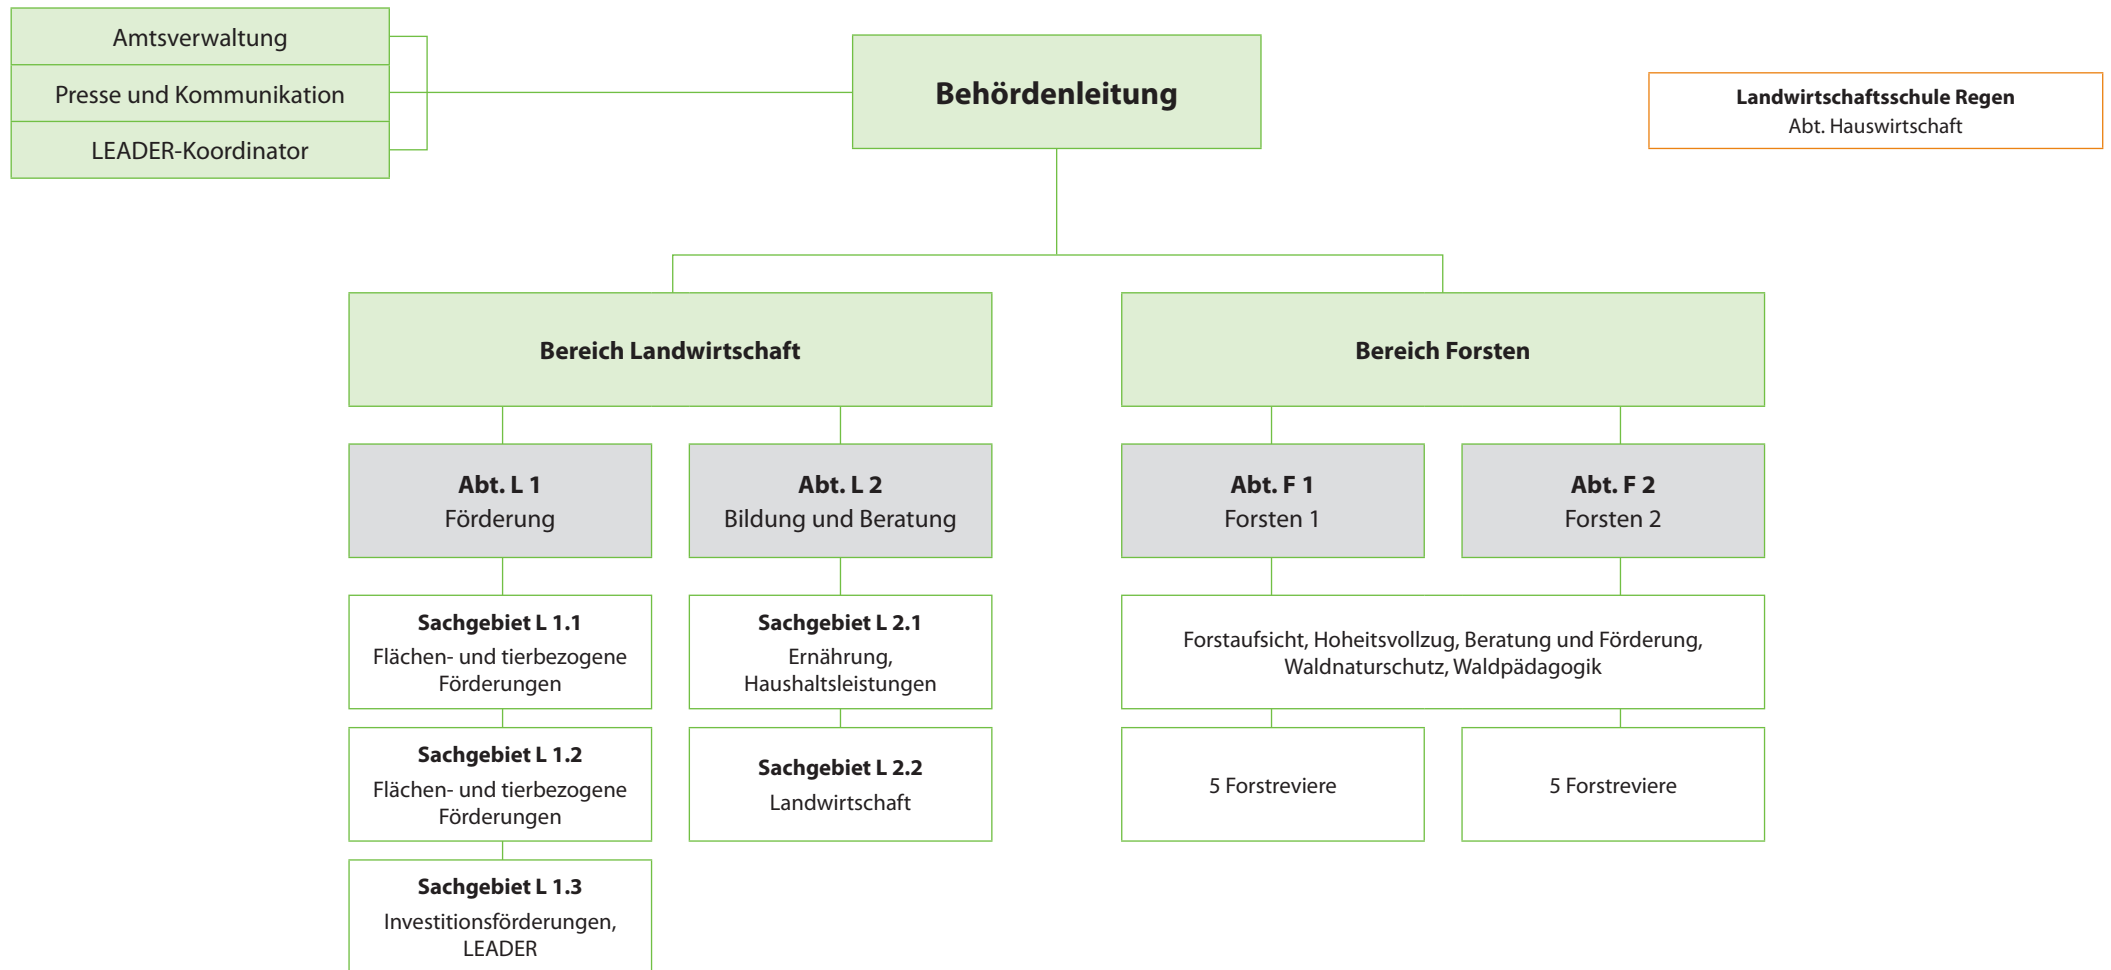 Amtsverwaltung
Presse und Kommunikation
LEADER-Koordinator
Behördenleitung
Landwirtschaftsschule Regen
Abt. Hauswirtschaft
Bereich Landwirtschaft
Bereich Forsten
Abt. L 1
Förderung
Abt. L 2
Bildung und Beratung
Abt. F 1
Forsten 1
Abt. F 2
Forsten 2
Sachgebiet L 1.1
Flächen- und tierbezogene
Förderungen
Sachgebiet L 2.1
Ernährung,
Haushaltsleistungen
Forstaufsicht, Hoheitsvollzug, Beratung und Förderung,
Waldnaturschutz, Waldpädagogik
Sachgebiet L 1.2
Flächen- und tierbezogene
Förderungen
Sachgebiet L 2.2
Landwirtschaft
5 Forstreviere
5 Forstreviere
Sachgebiet L 1.3
Investitionsförderungen,
LEADER